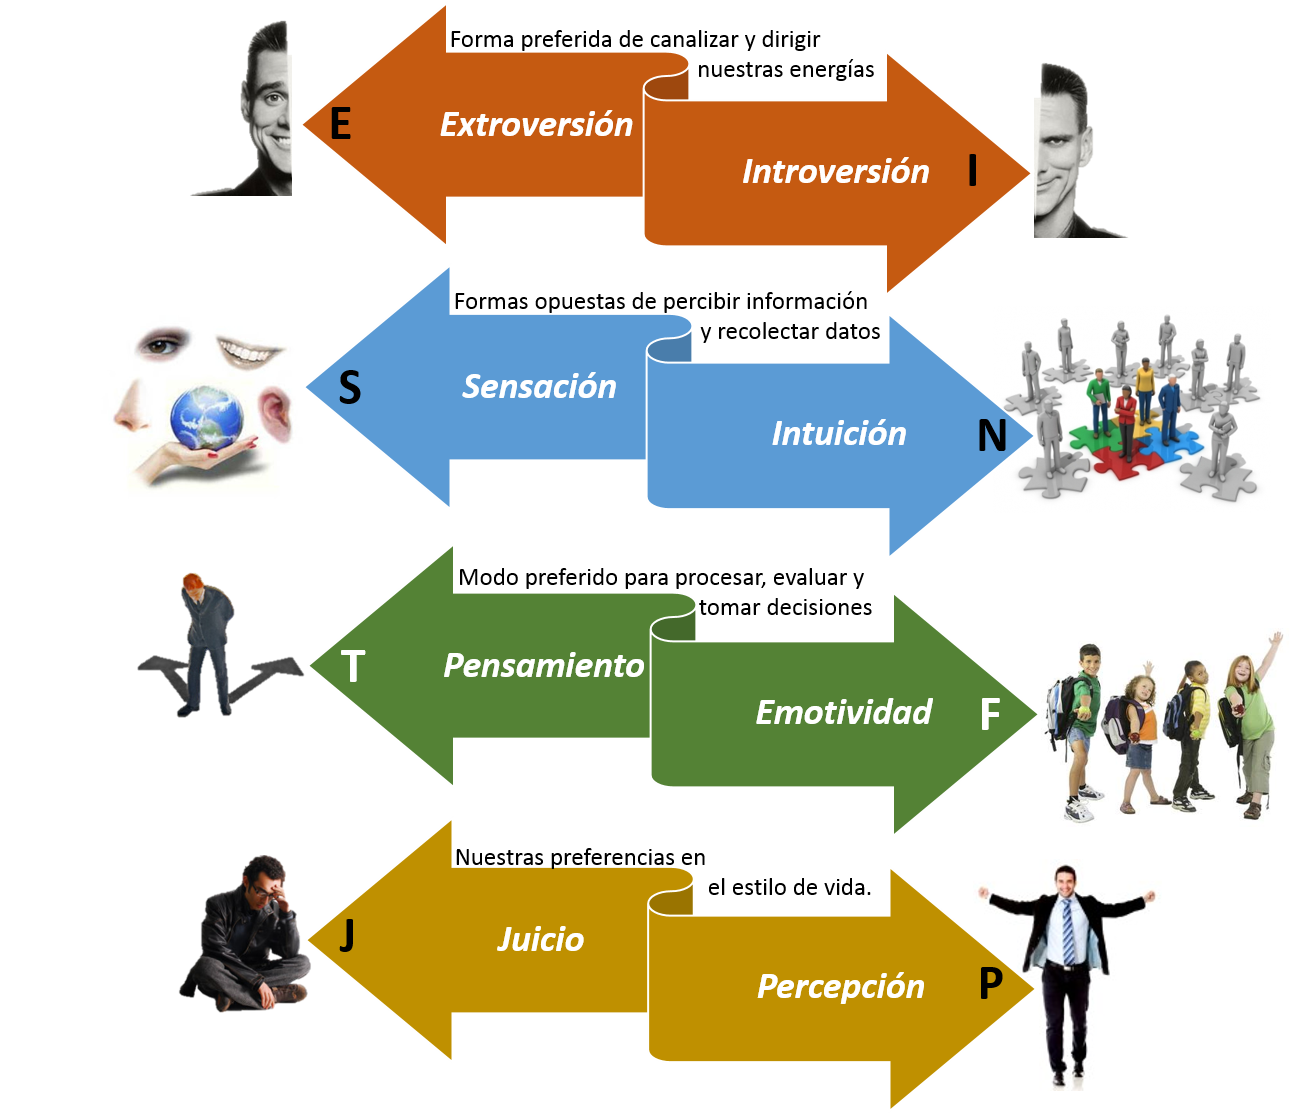 Forma preferida de canalizar y dirigir
nuestras energías
E
Extroversión
Introversión
I
Formas opuestas de percibir información
y recolectar datos
S
Sensación
Intuición
N
Modo preferido para procesar, evaluar y
tomar decisiones
T
Pensamiento
Emotividad
F
Nuestras preferencias en
el estilo de vida.
J
Juicio
Percepción
P